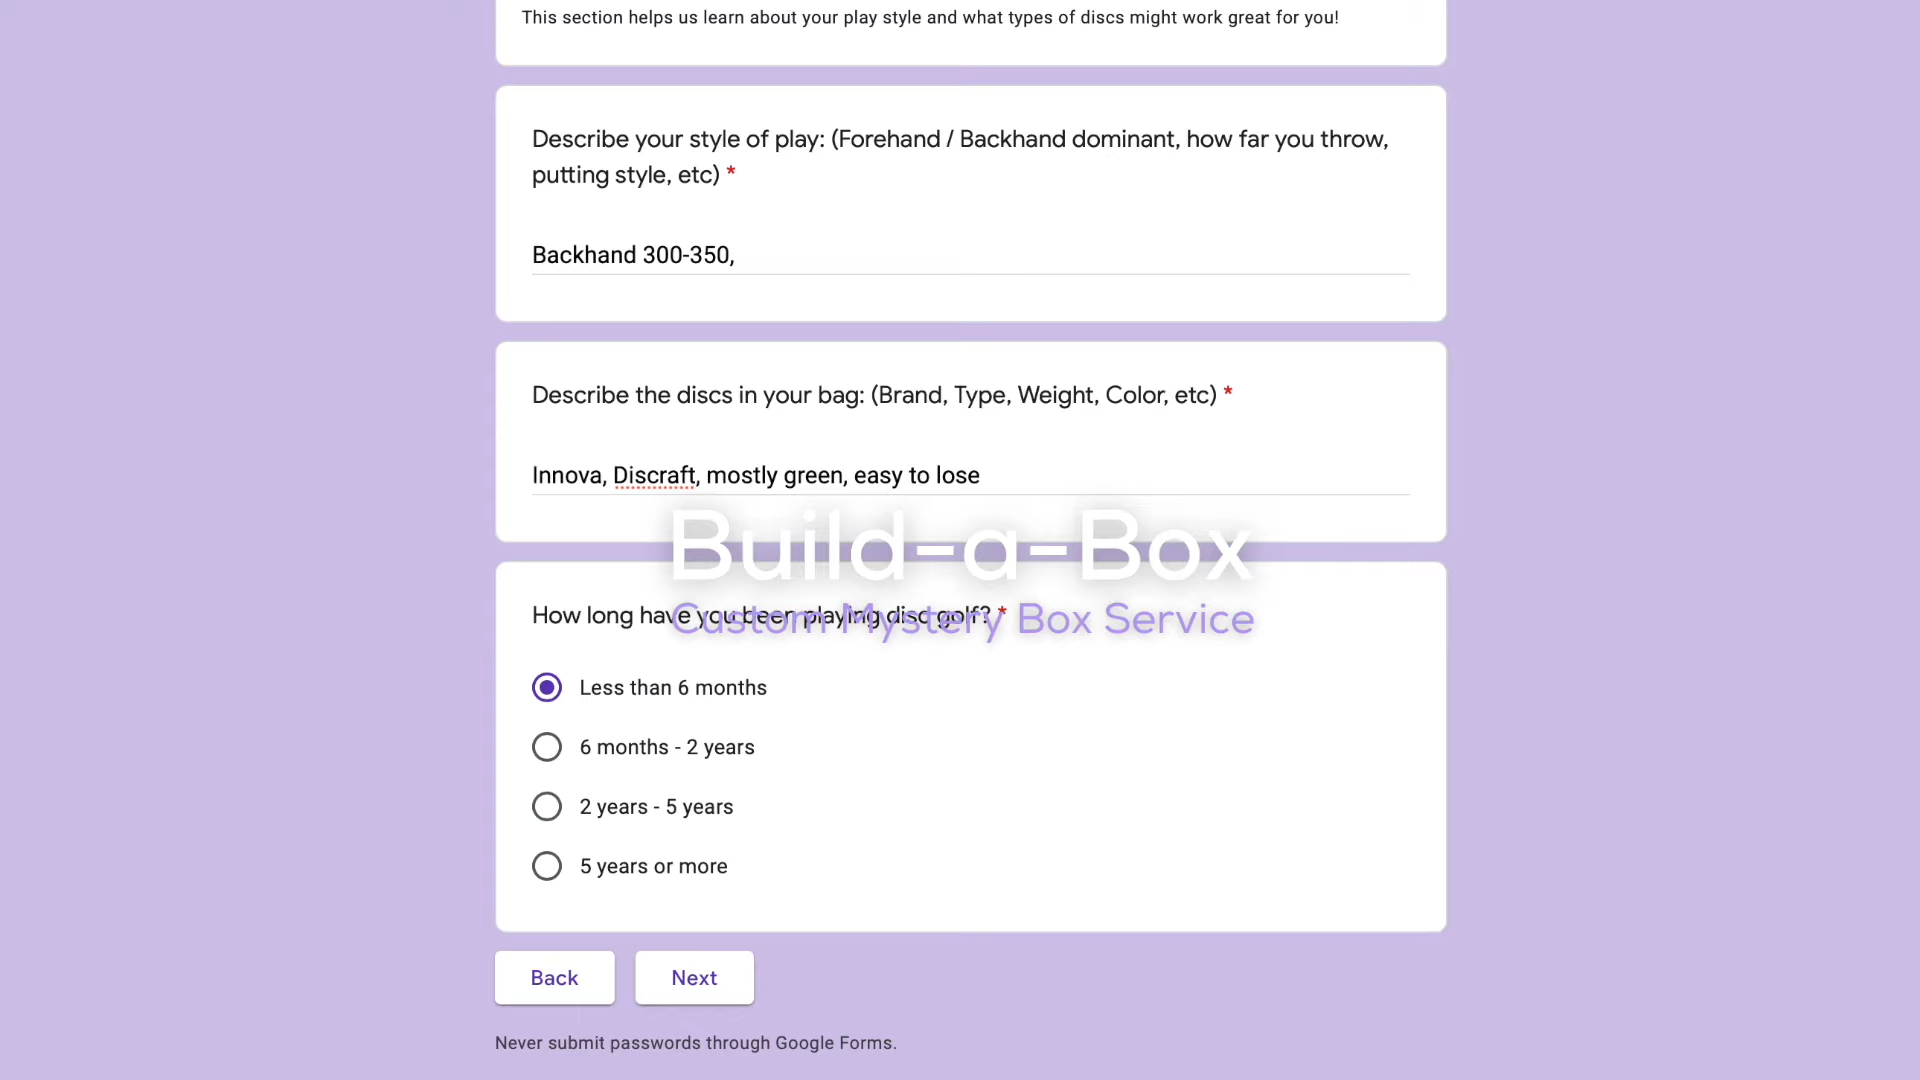 This section helps us learn about your play style and what types of discs might work great for you!
Describe your style of play: (Forehand / Backhand dominant, how far you throw,
putting style, etc) *
Backhand 300-350,
Describe the discs in your bag: (Brand, Type, Weight, Color, etc) *
Innova, Discraft, mostly green, easy to lose
Build-a-Box
How long have you been playing disc golf? *
Custom Mystery Box Service
Less than 6 months
6 months - 2 years
2 years - 5 years
5 years or more
Back
Next
Never submit passwords through Google Forms.